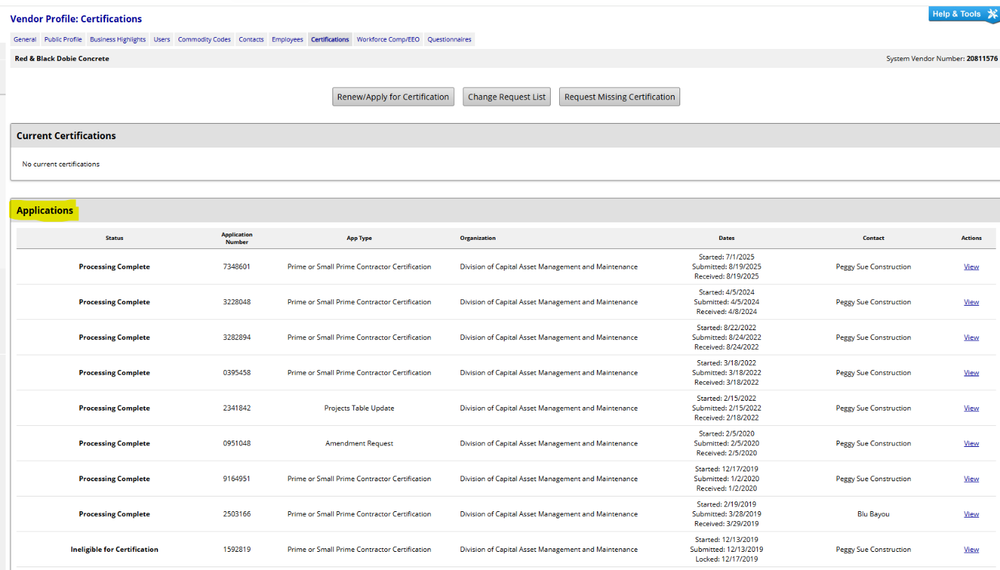 Help & Tools
Vendor Profile: Certifications
General Public Profile Business Highlights Users Commodity Codes Contacts Employees Certifications Workforce Comp/EEO Questionnaires
Red & Black Dobie Concrete System Vendor Number: 20811576
Renew/Apply for Certification Change Request List Request Missing Certification
Current Certifications
No current certifications
Applications
Status Application Number App Type Organization Dates Contact Actions
Processing Complete 7348601 Prime or Small Prime Contractor Certification Division of Capital Asset Management and Maintenance Started: 7/1/2025 Submitted: 8/19/2025 Received: 8/19/2025 Peggy Sue Construction View
Processing Complete 3228048 Prime or Small Prime Contractor Certification Division of Capital Asset Management and Maintenance Started: 4/5/2024 Submitted: 4/5/2024 Received: 4/8/2024 Peggy Sue Construction View
Processing Complete 3282894 Prime or Small Prime Contractor Certification Division of Capital Asset Management and Maintenance Started: 8/22/2022 Submitted: 8/24/2022 Received: 8/24/2022 Peggy Sue Construction View
Processing Complete 0395458 Prime or Small Prime Contractor Certification Division of Capital Asset Management and Maintenance Started: 3/18/2022 Submitted: 3/18/2022 Received: 3/18/2022 Peggy Sue Construction View
Processing Complete 2341842 Projects Table Update Division of Capital Asset Management and Maintenance Started: 2/15/2022 Submitted: 2/15/2022 Received: 2/18/2022 Peggy Sue Construction View
Processing Complete 0951048 Amendment Request Division of Capital Asset Management and Maintenance Started: 2/5/2020 Submitted: 2/5/2020 Received: 2/5/2020 Peggy Sue Construction View
Processing Complete 9164951 Prime or Small Prime Contractor Certification Division of Capital Asset Management and Maintenance Started: 12/17/2019 Submitted: 1/2/2020 Received: 1/2/2020 Peggy Sue Construction View
Processing Complete 2503166 Prime or Small Prime Contractor Certification Division of Capital Asset Management and Maintenance Started: 2/19/2019 Submitted: 3/28/2019 Received: 3/29/2019 Blu Bayou View
Ineligible for Certification 1592819 Prime or Small Prime Contractor Certification Division of Capital Asset Management and Maintenance Started: 12/13/2019 Submitted: 12/13/2019 Locked: 12/17/2019 Peggy Sue Construction View